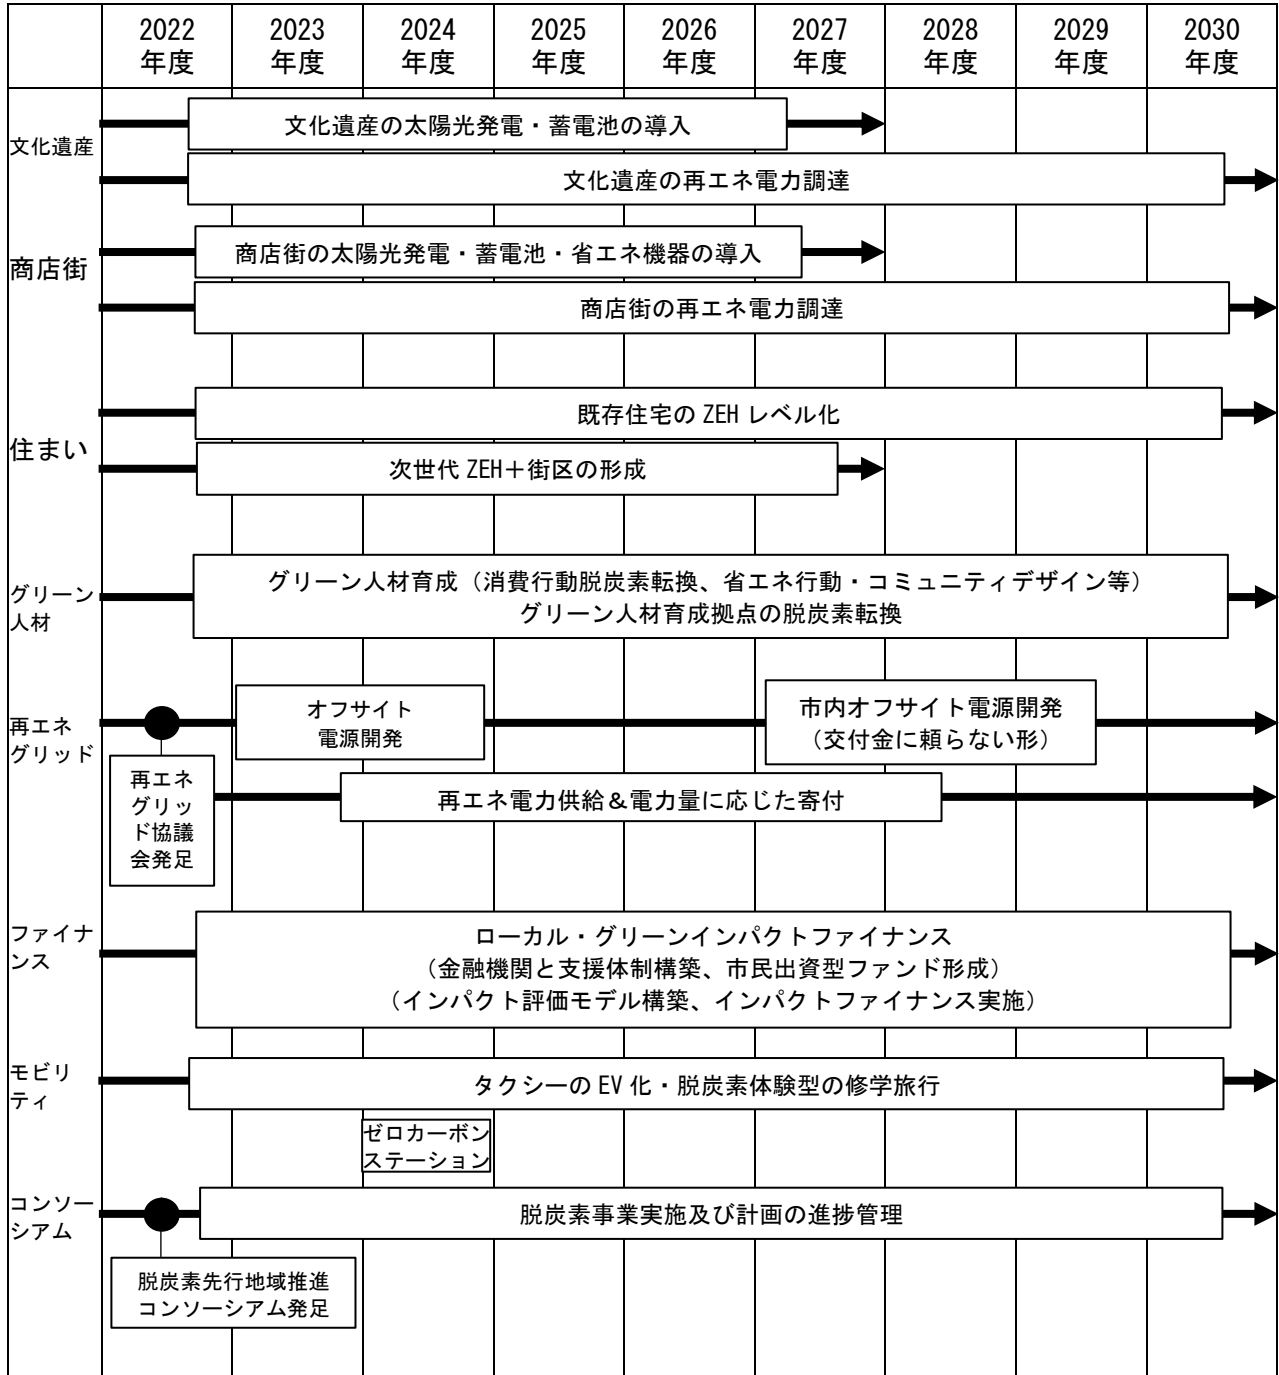 2022
年度
2023
年度
2024
年度
2025
年度
2026
年度
2027
年度
2028
年度
2029
年度
2030
年度
文化遺産
文化遺産の太陽光発電・蓄電池の導入
文化遺産の再エネ電力調達
商店街
商店街の太陽光発電・蓄電池・省エネ機器の導入
商店街の再エネ電力調達
住まい
既存住宅の ZEH レベル化
次世代 ZEH＋街区の形成
グリーン
人材
グリーン人材育成（消費行動脱炭素転換、省エネ行動・コミュニティデザイン等）
グリーン人材育成拠点の脱炭素転換
再エネ
グリッド
オフサイト
電源開発
市内オフサイト電源開発
（交付金に頼らない形）
再エネ
グリッ
ド協議
会発足
再エネ電力供給＆電力量に応じた寄付
ファイナ
ンス
ローカル・グリーンインパクトファイナンス
（金融機関と支援体制構築、市民出資型ファンド形成）
（インパクト評価モデル構築、インパクトファイナンス実施）
モビリ
ティ
タクシーの EV 化・脱炭素体験型の修学旅行
ゼロカーボン
ステーション
コンソー
シアム
脱炭素事業実施及び計画の進捗管理
脱炭素先行地域推進
コンソーシアム発足